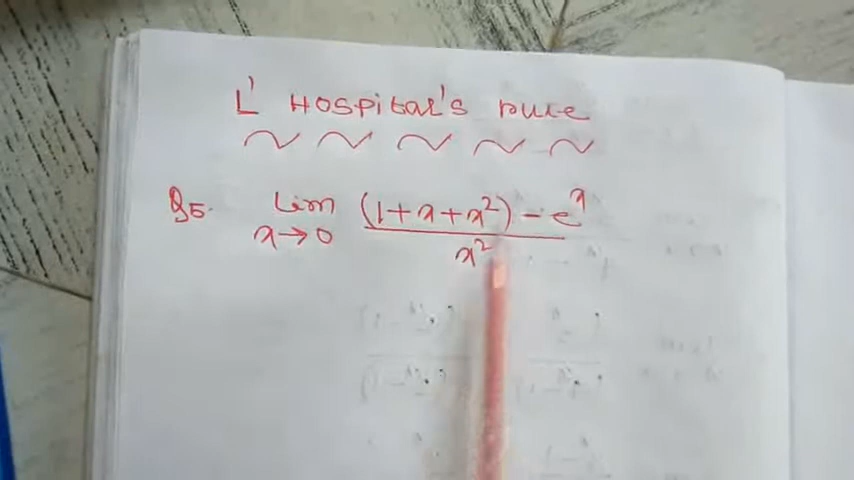 L' Hospital's rule
Q5. Lim (1+x+x²) - eˣ
x→0 x²